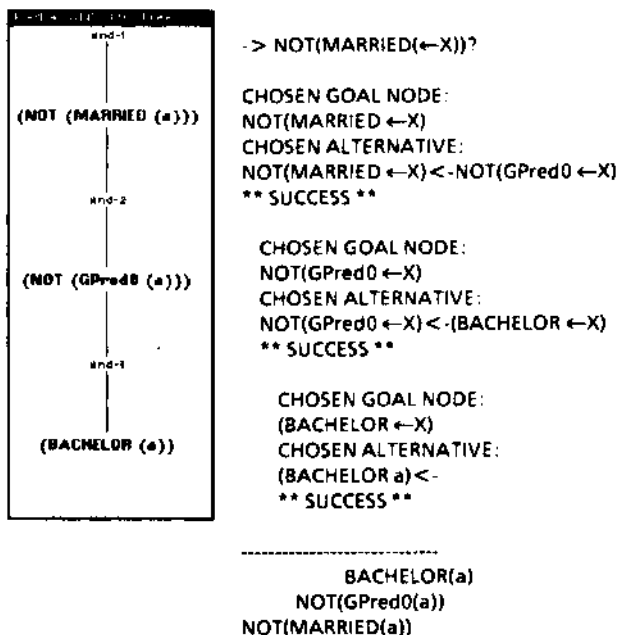 and-1
(NOT (MARRIED (a)))
and-2
(NOT (GPred0 (a)))
(BACHELOR (a))
-> NOT(MARRIED(←X))?
CHOSEN GOAL NODE:
NOT(MARRIED ←X)
CHOSEN ALTERNATIVE:
NOT(MARRIED ←X)<-NOT(GPred0 ←X)
** SUCCESS **
CHOSEN GOAL NODE:
NOT(GPred0 ←X)
CHOSEN ALTERNATIVE:
NOT(GPred0 ←X)<-(BACHELOR ←X)
** SUCCESS **
CHOSEN GOAL NODE:
(BACHELOR ←X)
CHOSEN ALTERNATIVE:
(BACHELOR a)<-
** SUCCESS **
----------------------------
BACHELOR(a)
NOT(GPred0(a))
NOT(MARRIED(a))